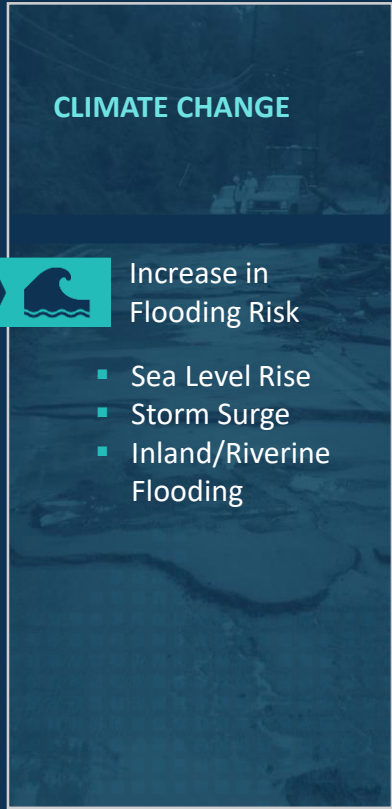 CLIMATE CHANGE
Increase in
Flooding Risk
▪ Sea Level Rise
▪ Storm Surge
▪ Inland/Riverine
Flooding